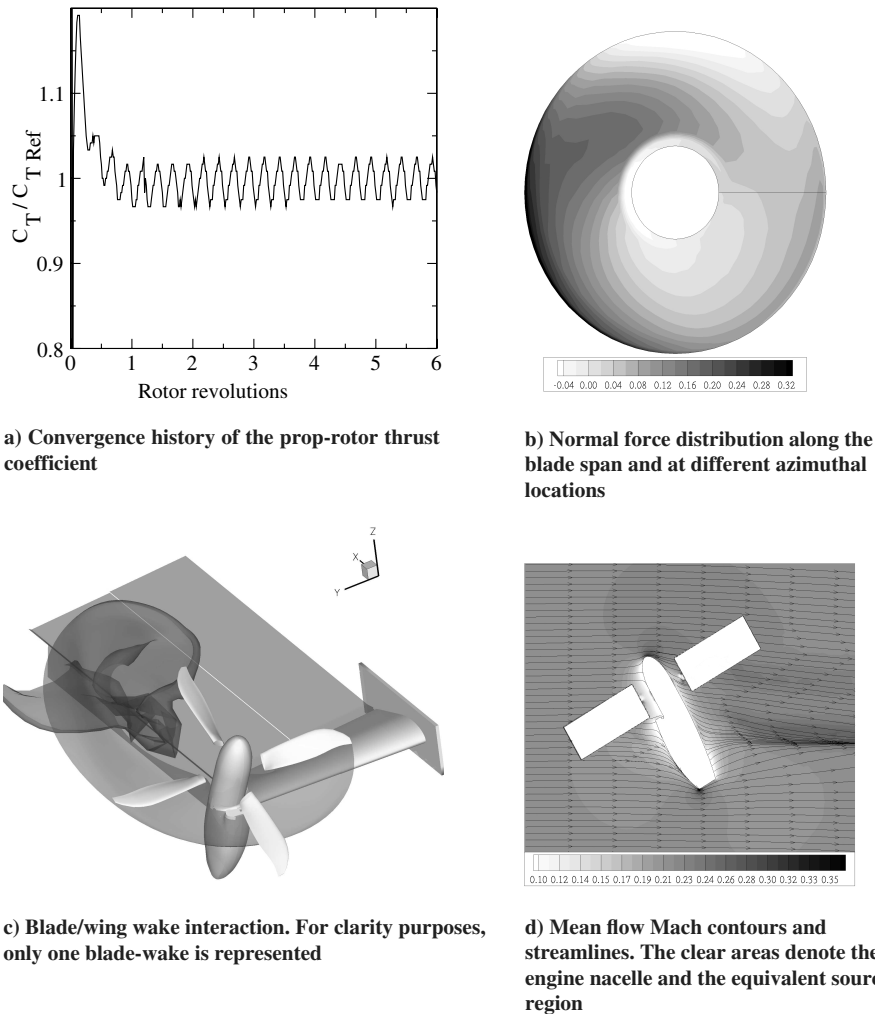 1.1
1
0.9
0.8
C_T / C_T Ref
0 1 2 3 4 5 6
Rotor revolutions
-0.04 0.00 0.04 0.08 0.12 0.16 0.20 0.24 0.28 0.32
a) Convergence history of the prop-rotor thrust
coefficient
b) Normal force distribution along the
blade span and at different azimuthal
locations
Z
X
Y
0.10 0.12 0.14 0.15 0.17 0.19 0.21 0.23 0.24 0.26 0.28 0.30 0.32 0.33 0.35
c) Blade/wing wake interaction. For clarity purposes,
only one blade-wake is represented
d) Mean flow Mach contours and
streamlines. The clear areas denote the
engine nacelle and the equivalent sourc
region